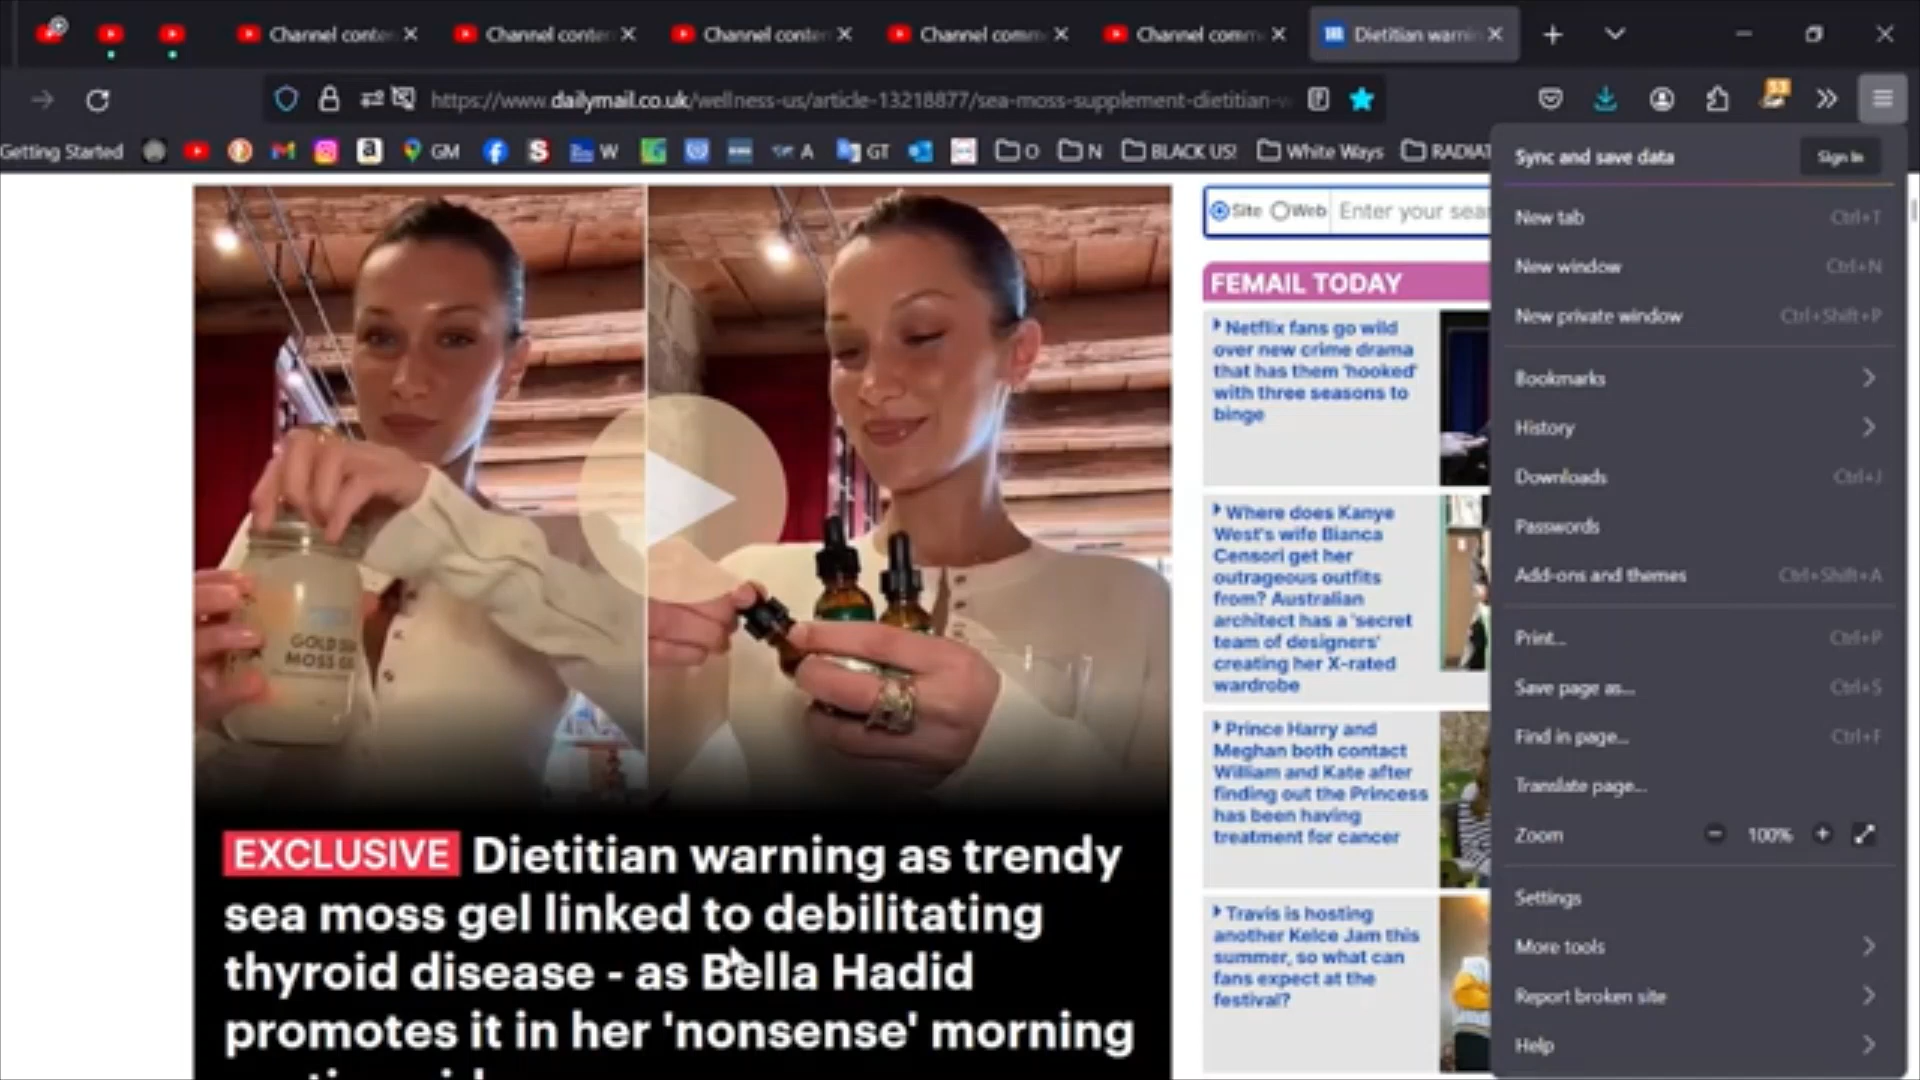 Channel conte
Channel conten
Channel conten
Channel comm
Channel comm
Dietitian warnin
https://www.dailymail.co.uk/wellness-us/article-13218877/sea-moss-supplement-dietitian-w
53
Getting Started
GM
W
A
GT
O
N
BLACK US!
White Ways
RADIAT
Sync and save data
Sign In
New tab Ctrl+T
New window Ctrl+N
New private window Ctrl+Shift+P
Bookmarks
History
Downloads Ctrl+J
Passwords
Add-ons and themes Ctrl+Shift+A
Print... Ctrl+P
Save page as... Ctrl+S
Find in page... Ctrl+F
Translate page...
Zoom 100%
Settings
More tools
Report broken site
Help
Site Web Enter your sea
FEMAIL TODAY
Netflix fans go wild
over new crime drama
that has them 'hooked'
with three seasons to
binge
Where does Kanye
West's wife Bianca
Censori get her
outrageous outfits
from? Australian
architect has a 'secret
team of designers'
creating her X-rated
wardrobe
Prince Harry and
Meghan both contact
William and Kate after
finding out the Princess
has been having
treatment for cancer
Travis is hosting
another Kelce Jam this
summer, so what can
fans expect at the
festival?
GOLD SE
MOSS GE
EXCLUSIVE Dietitian warning as trendy
sea moss gel linked to debilitating
thyroid disease - as Bella Hadid
promotes it in her 'nonsense' morning